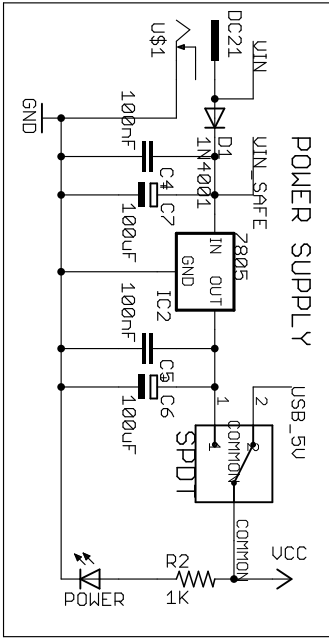 POWER SUPPLY
DC21
U$1
VIN
D1
1N4001
VIN_SAFE
GND
100nF
C4
C7
100uF
7805
IN
OUT
GND
IC2
100nF
C5
C6
100uF
1
2
USB_5V
2
COMMON
1
SPDT
COMMON
VCC
R2
1K
POWER